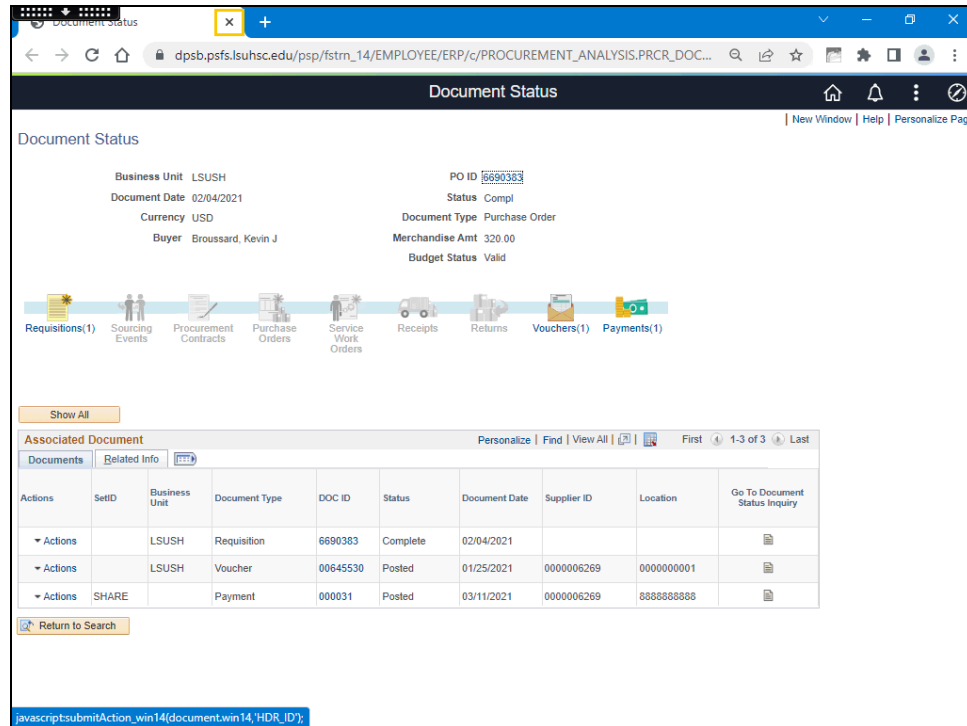 Document Status
dpsb.psfs.lsuhsc.edu/psp/fstrn_14/EMPLOYEE/ERP/c/PROCUREMENT_ANALYSIS.PRCR_DOC...
Document Status
New Window | Help | Personalize Pag
Document Status
Business Unit LSUSH PO ID 6690383
Document Date 02/04/2021 Status Compl
Currency USD Document Type Purchase Order
Buyer Broussard, Kevin J Merchandise Amt 320.00
Budget Status Valid
Requisitions(1) Sourcing Events Procurement Contracts Purchase Orders Service Work Orders Receipts Returns Vouchers(1) Payments(1)
Show All
Associated Document Personalize | Find | View All | First 1-3 of 3 Last
Documents Related Info
Actions SetID Business Unit Document Type DOC ID Status Document Date Supplier ID Location Go To Document Status Inquiry
Actions LSUSH Requisition 6690383 Complete 02/04/2021
Actions LSUSH Voucher 00645530 Posted 01/25/2021 0000006269 0000000001
Actions SHARE Payment 000031 Posted 03/11/2021 0000006269 8888888888
Return to Search
javascript:submitAction_win14(document.win14,'HDR_ID');